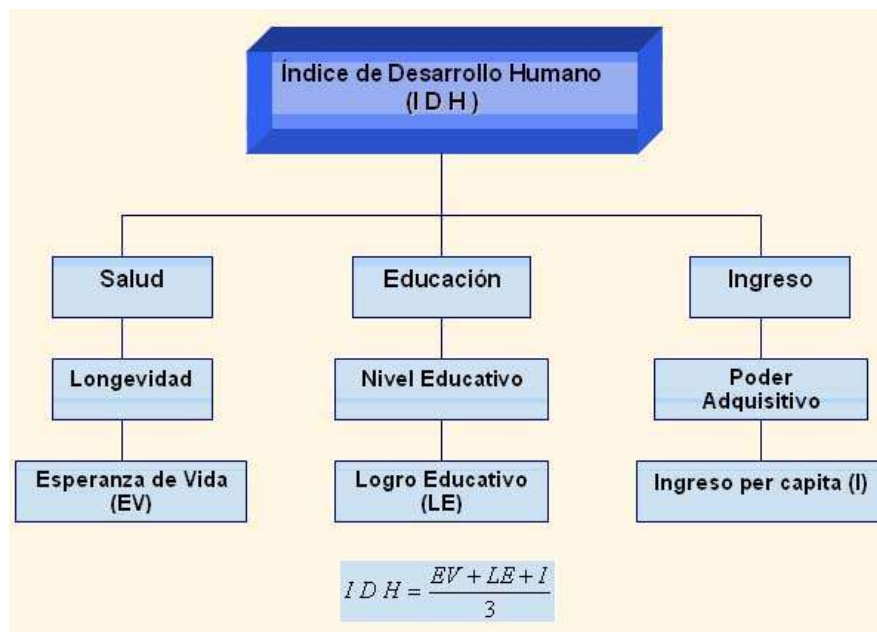 Índice de Desarrollo Humano
(I D H)
Salud
Educación
Ingreso
Longevidad
Nivel Educativo
Poder
Adquisitivo
Esperanza de Vida
(EV)
Logro Educativo
(LE)
Ingreso per capita (I)
I D H = (EV + LE + I) / 3